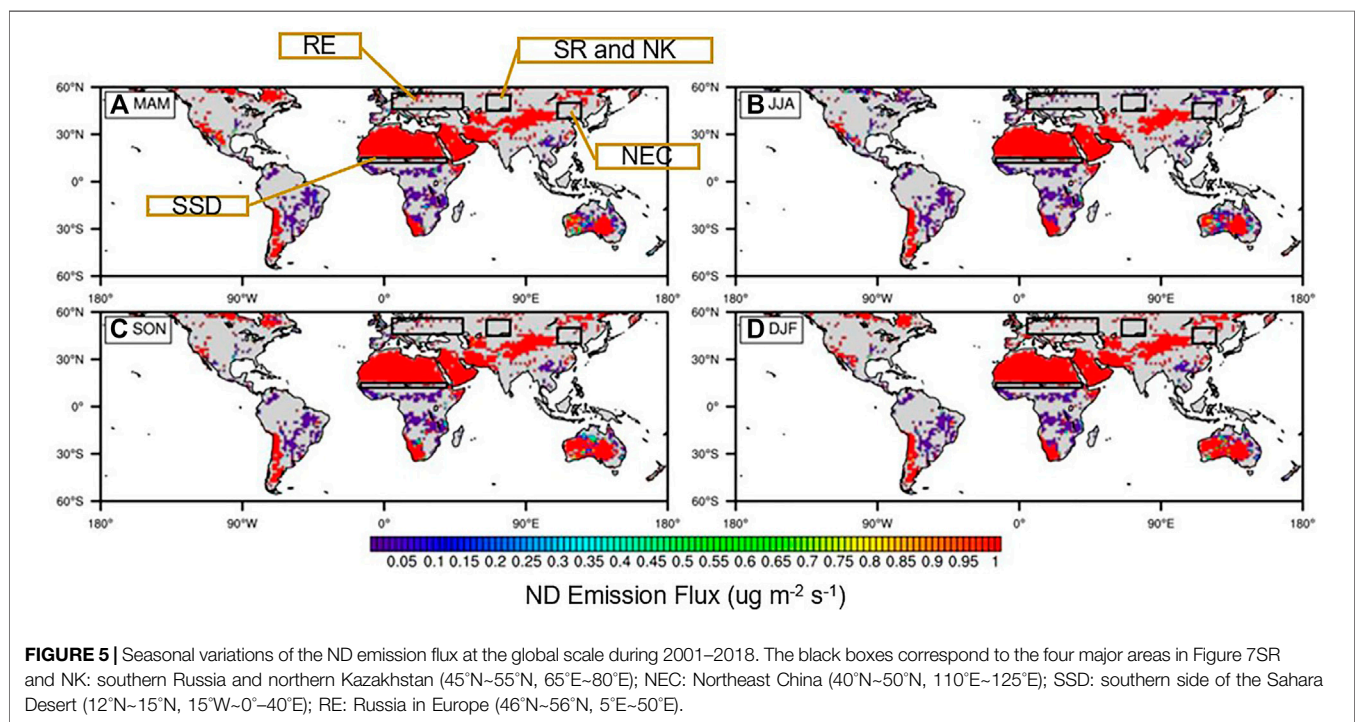 RE
SR and NK
60°N
30°N
0°
30°S
60°S
A MAM
NEC
SSD
180°
90°W
0°
90°E
180°
60°N
30°N
0°
30°S
60°S
B JJA
180°
90°W
0°
90°E
180°
60°N
30°N
0°
30°S
60°S
C SON
180°
90°W
0°
90°E
180°
60°N
30°N
0°
30°S
60°S
D DJF
180°
90°W
0°
90°E
180°
0.05 0.1 0.15 0.2 0.25 0.3 0.35 0.4 0.45 0.5 0.55 0.6 0.65 0.7 0.75 0.8 0.85 0.9 0.95 1
ND Emission Flux (ug m-2 s-1)
FIGURE 5 | Seasonal variations of the ND emission flux at the global scale during 2001–2018. The black boxes correspond to the four major areas in Figure 7SR
and NK: southern Russia and northern Kazakhstan (45°N~55°N, 65°E~80°E); NEC: Northeast China (40°N~50°N, 110°E~125°E); SSD: southern side of the Sahara
Desert (12°N~15°N, 15°W~0°–40°E); RE: Russia in Europe (46°N~56°N, 5°E~50°E).